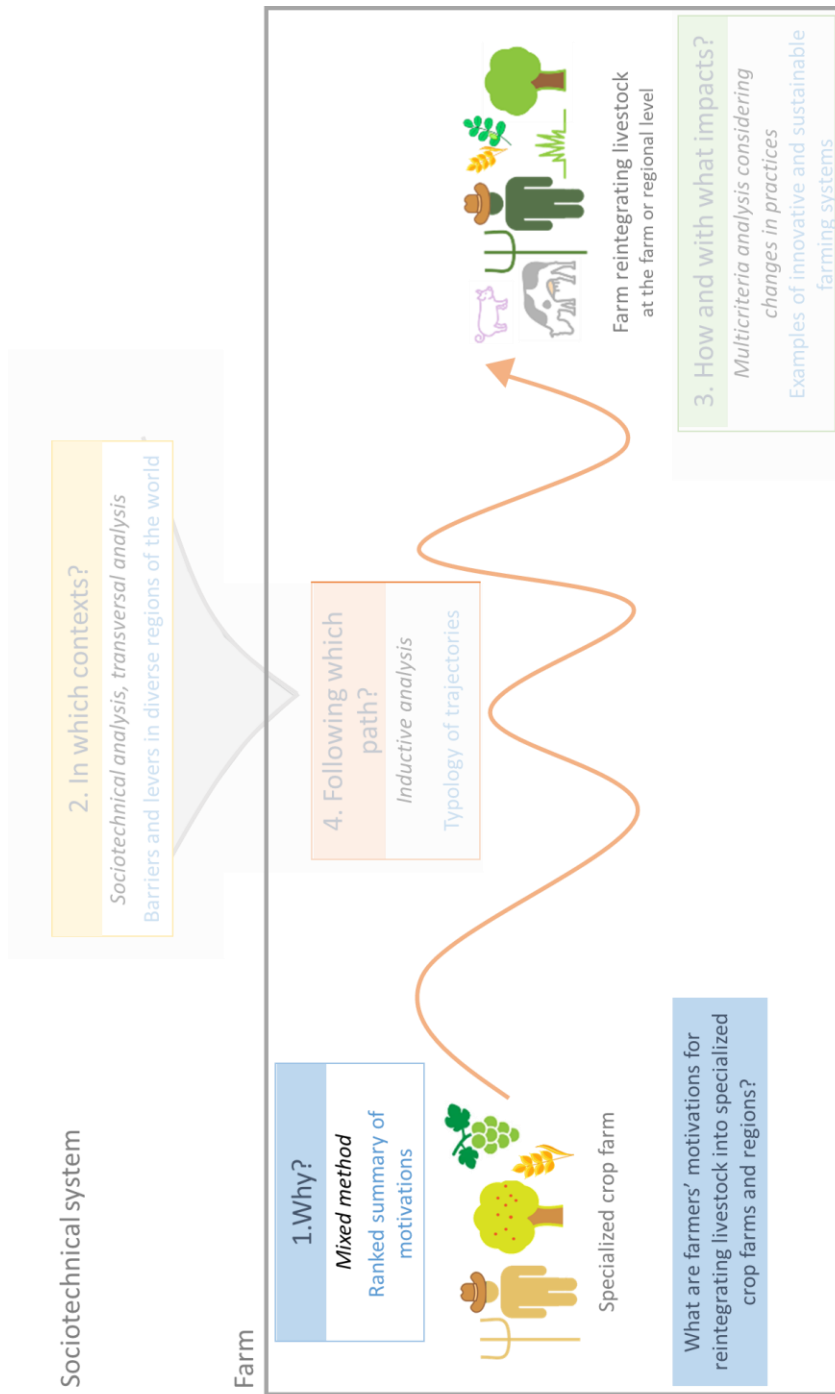 Sociotechnical system
2. In which contexts?
Sociotechnical analysis, transversal analysis
Barriers and levers in diverse regions of the world
Farm
1.Why?
Mixed method
Ranked summary of
motivations
4. Following which
path?
Inductive analysis
Typology of trajectories
Specialized crop farm
Farm reintegrating livestock
at the farm or regional level
What are farmers’ motivations for
reintegrating livestock into specialized
crop farms and regions?
3. How and with what impacts?
Multicriteria analysis considering
changes in practices
Examples of innovative and sustainable
farming systems